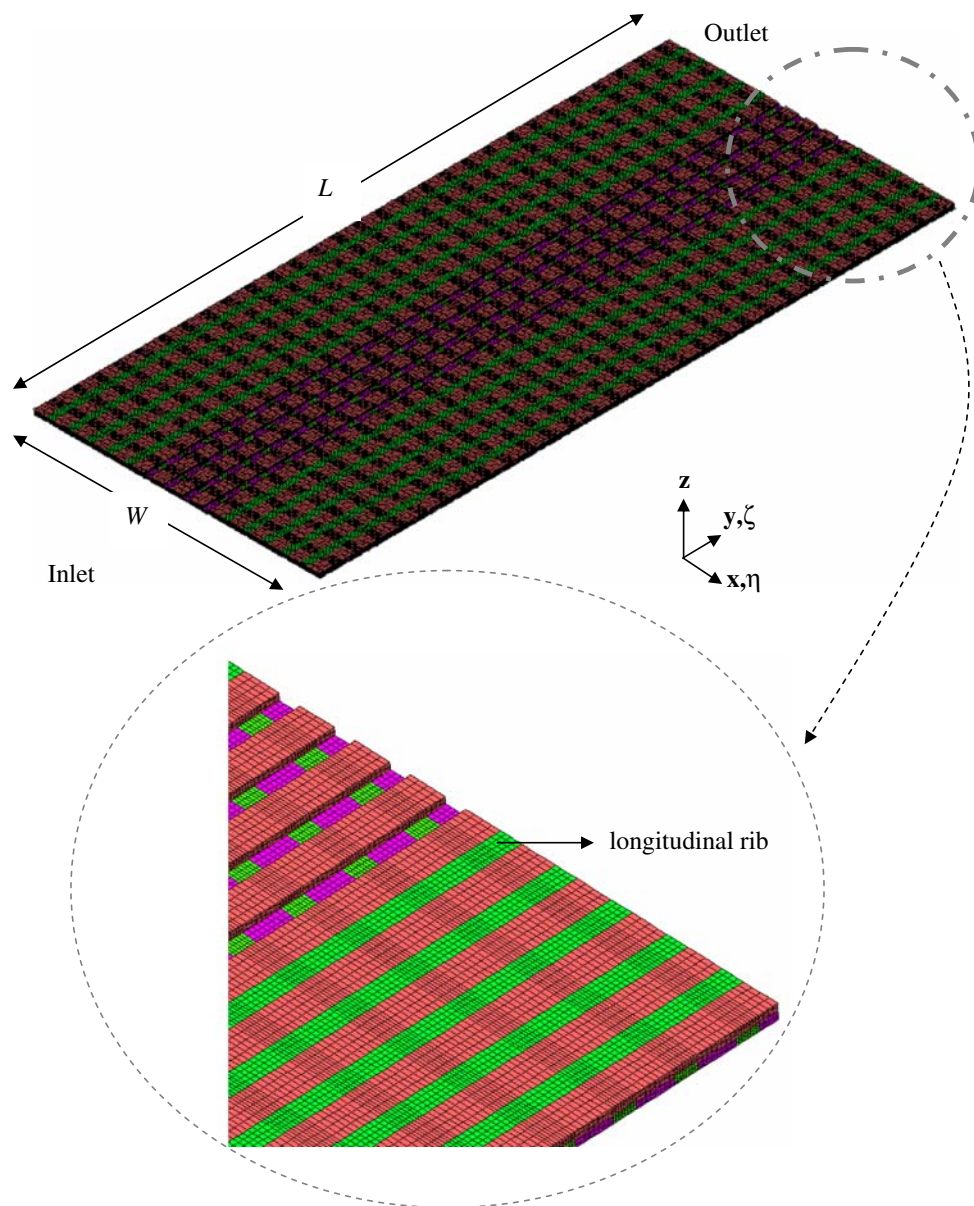 Outlet
L
W
Inlet
z
y,ζ
x,η
longitudinal rib